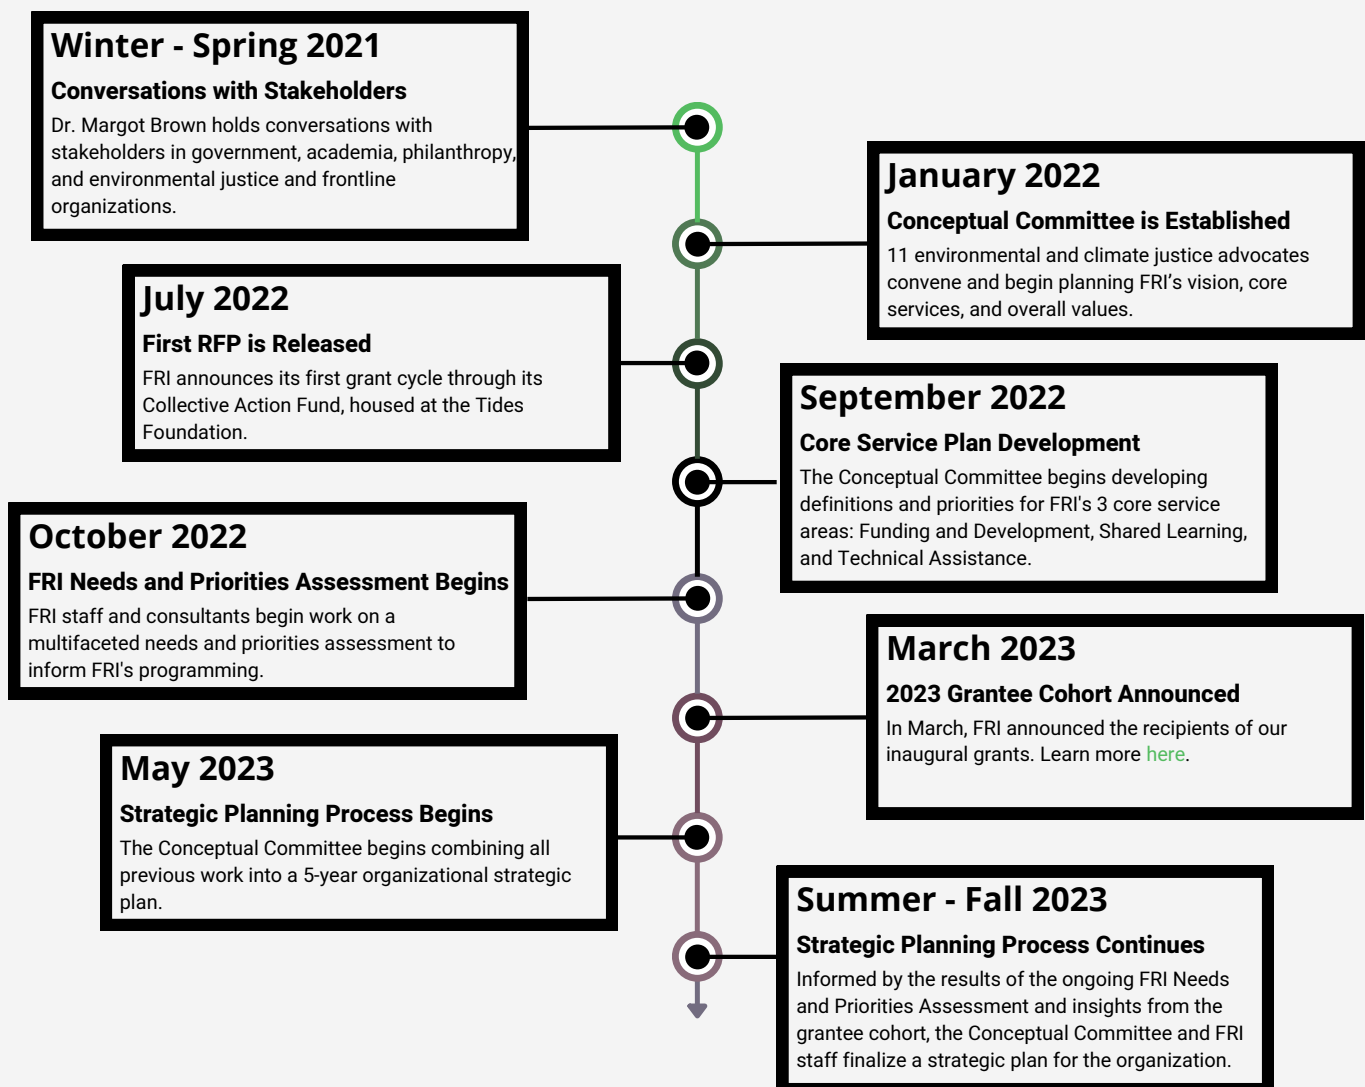 Winter - Spring 2021
Conversations with Stakeholders
Dr. Margot Brown holds conversations with
stakeholders in government, academia, philanthropy,
and environmental justice and frontline
organizations.
January 2022
Conceptual Committee is Established
11 environmental and climate justice advocates
convene and begin planning FRI’s vision, core
services, and overall values.
July 2022
First RFP is Released
FRI announces its first grant cycle through its
Collective Action Fund, housed at the Tides
Foundation.
September 2022
Core Service Plan Development
The Conceptual Committee begins developing
definitions and priorities for FRI's 3 core service
areas: Funding and Development, Shared Learning,
and Technical Assistance.
October 2022
FRI Needs and Priorities Assessment Begins
FRI staff and consultants begin work on a
multifaceted needs and priorities assessment to
inform FRI's programming.
March 2023
2023 Grantee Cohort Announced
In March, FRI announced the recipients of our
inaugural grants. Learn more here.
May 2023
Strategic Planning Process Begins
The Conceptual Committee begins combining all
previous work into a 5-year organizational strategic
plan.
Summer - Fall 2023
Strategic Planning Process Continues
Informed by the results of the ongoing FRI Needs
and Priorities Assessment and insights from the
grantee cohort, the Conceptual Committee and FRI
staff finalize a strategic plan for the organization.